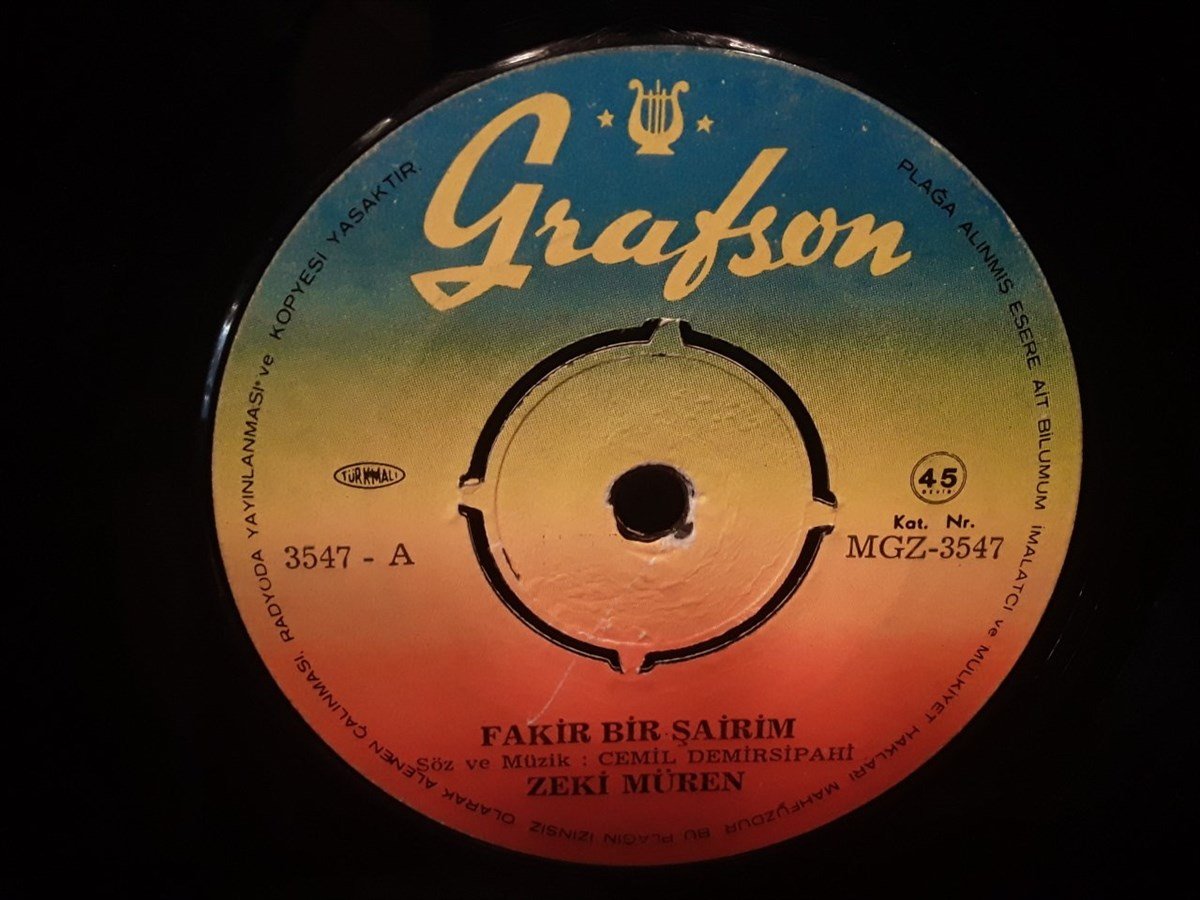 Grafson
PLAĞA ALINMIŞ ESERE AİT BİLUMUM İMALATCI ve MÜLKİYET HAKLARI MAHFUZDUR BU PLAĞIN İZİNSİZ OLARAK ALENEN ÇALINMASI, RADYODA YAYINLANMASI ve KOPYESİ YASAKTIR.
TÜRK MALI
3547 - A
45
DEVİR
Kat. Nr.
MGZ-3547
FAKİR BİR ŞAİRİM
Söz ve Müzik : CEMİL DEMİRSİPAHİ
ZEKİ MÜREN